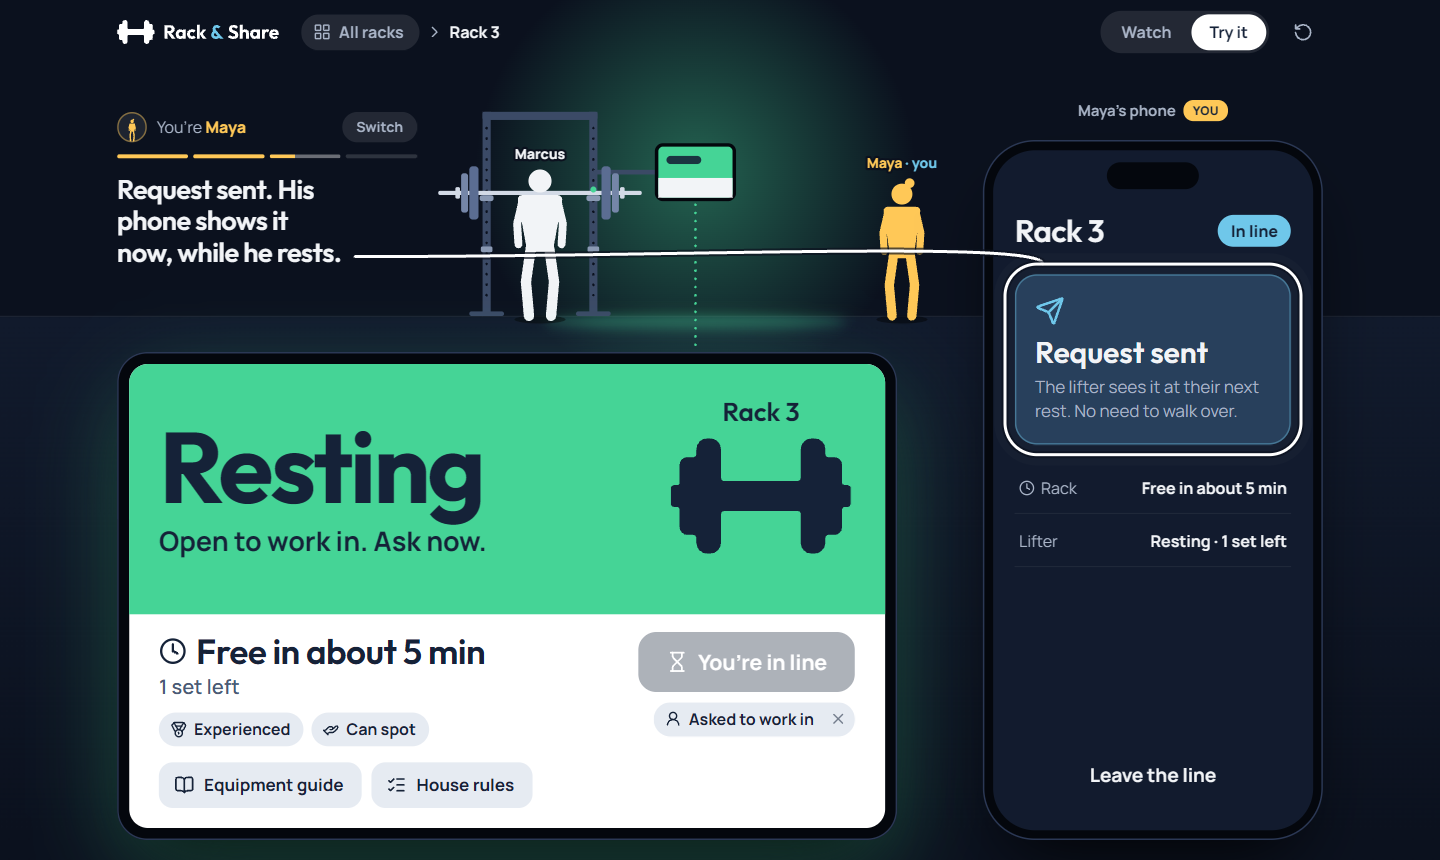 Rack & Share
All racks
Rack 3
Watch
Try it
You're Maya
Switch
Request sent. His
phone shows it
now, while he rests.
Marcus
Maya · you
Maya's phone
YOU
Rack 3
In line
Request sent
The lifter sees it at their next
rest. No need to walk over.
Rack
Free in about 5 min
Lifter
Resting · 1 set left
Leave the line
Rack 3
Resting
Open to work in. Ask now.
Free in about 5 min
1 set left
You're in line
Asked to work in
Experienced
Can spot
Equipment guide
House rules